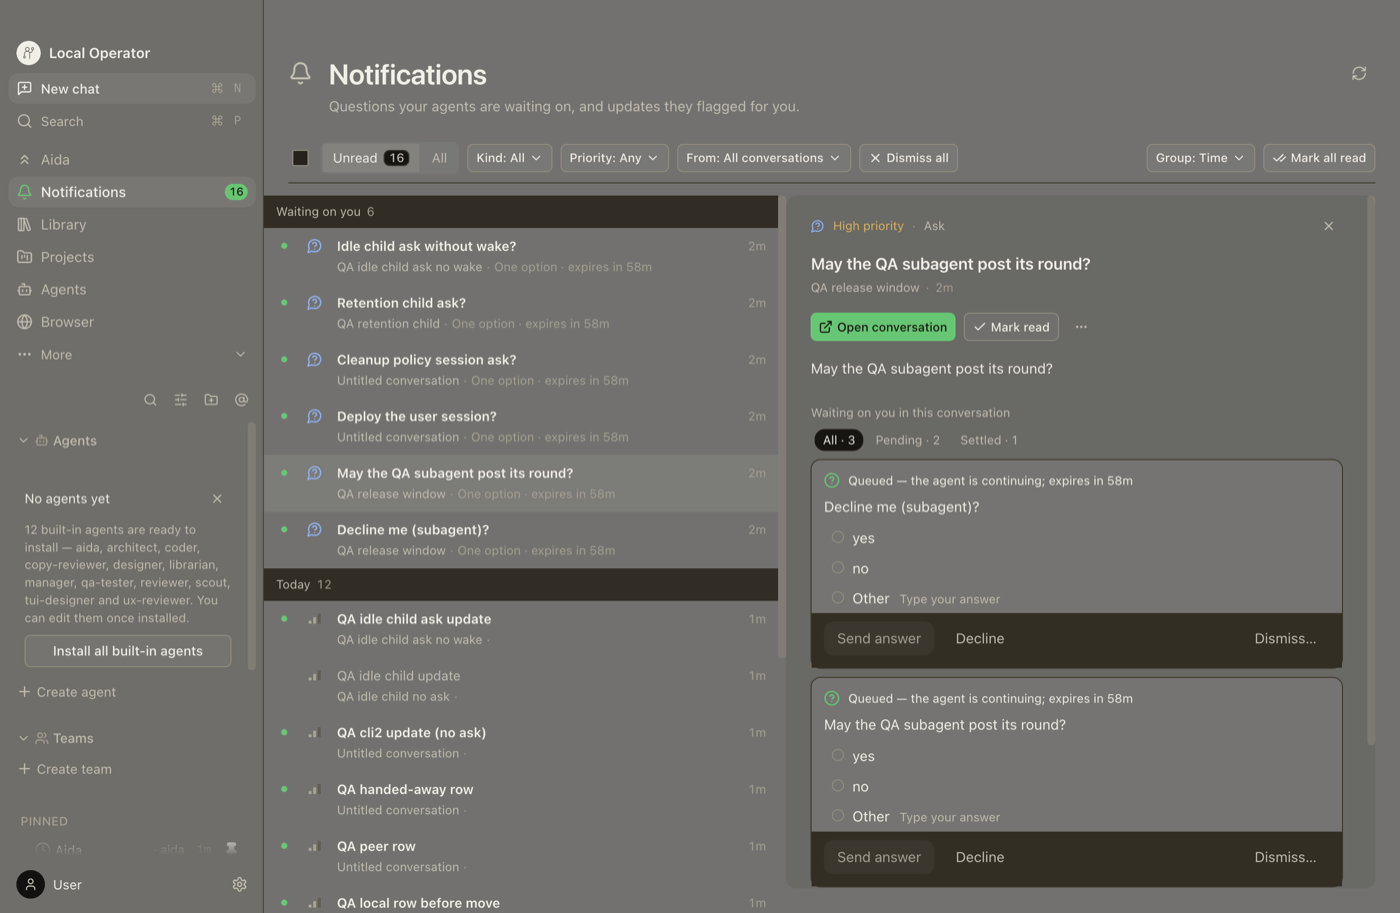 Local Operator
New chat ⌘ N
Search ⌘ P
Aida
Notifications 16
Library
Projects
Agents
Browser
More
Agents
No agents yet
12 built-in agents are ready to
install — aida, architect, coder,
copy-reviewer, designer, librarian,
manager, qa-tester, reviewer, scout,
tui-designer and ux-reviewer. You
can edit them once installed.
Install all built-in agents
Create agent
Teams
Create team
PINNED
Aida · aida 1m
User
Notifications
Questions your agents are waiting on, and updates they flagged for you.
Unread 16 All Kind: All Priority: Any From: All conversations Dismiss all Group: Time Mark all read
Waiting on you 6
Idle child ask without wake? 2m
QA idle child ask no wake · One option · expires in 58m
Retention child ask? 2m
QA retention child · One option · expires in 58m
Cleanup policy session ask? 2m
Untitled conversation · One option · expires in 58m
Deploy the user session? 2m
Untitled conversation · One option · expires in 58m
May the QA subagent post its round? 2m
QA release window · One option · expires in 58m
Decline me (subagent)? 2m
QA release window · One option · expires in 58m
Today 12
QA idle child ask update 1m
QA idle child ask no wake ·
QA idle child update 1m
QA idle child no ask ·
QA cli2 update (no ask) 1m
Untitled conversation ·
QA handed-away row 1m
Untitled conversation ·
QA peer row 1m
Untitled conversation ·
QA local row before move 1m
High priority · Ask
May the QA subagent post its round?
QA release window · 2m
Open conversation Mark read
May the QA subagent post its round?
Waiting on you in this conversation
All · 3 Pending · 2 Settled · 1
Queued — the agent is continuing; expires in 58m
Decline me (subagent)?
yes
no
Other Type your answer
Send answer Decline Dismiss...
Queued — the agent is continuing; expires in 58m
May the QA subagent post its round?
yes
no
Other Type your answer
Send answer Decline Dismiss...